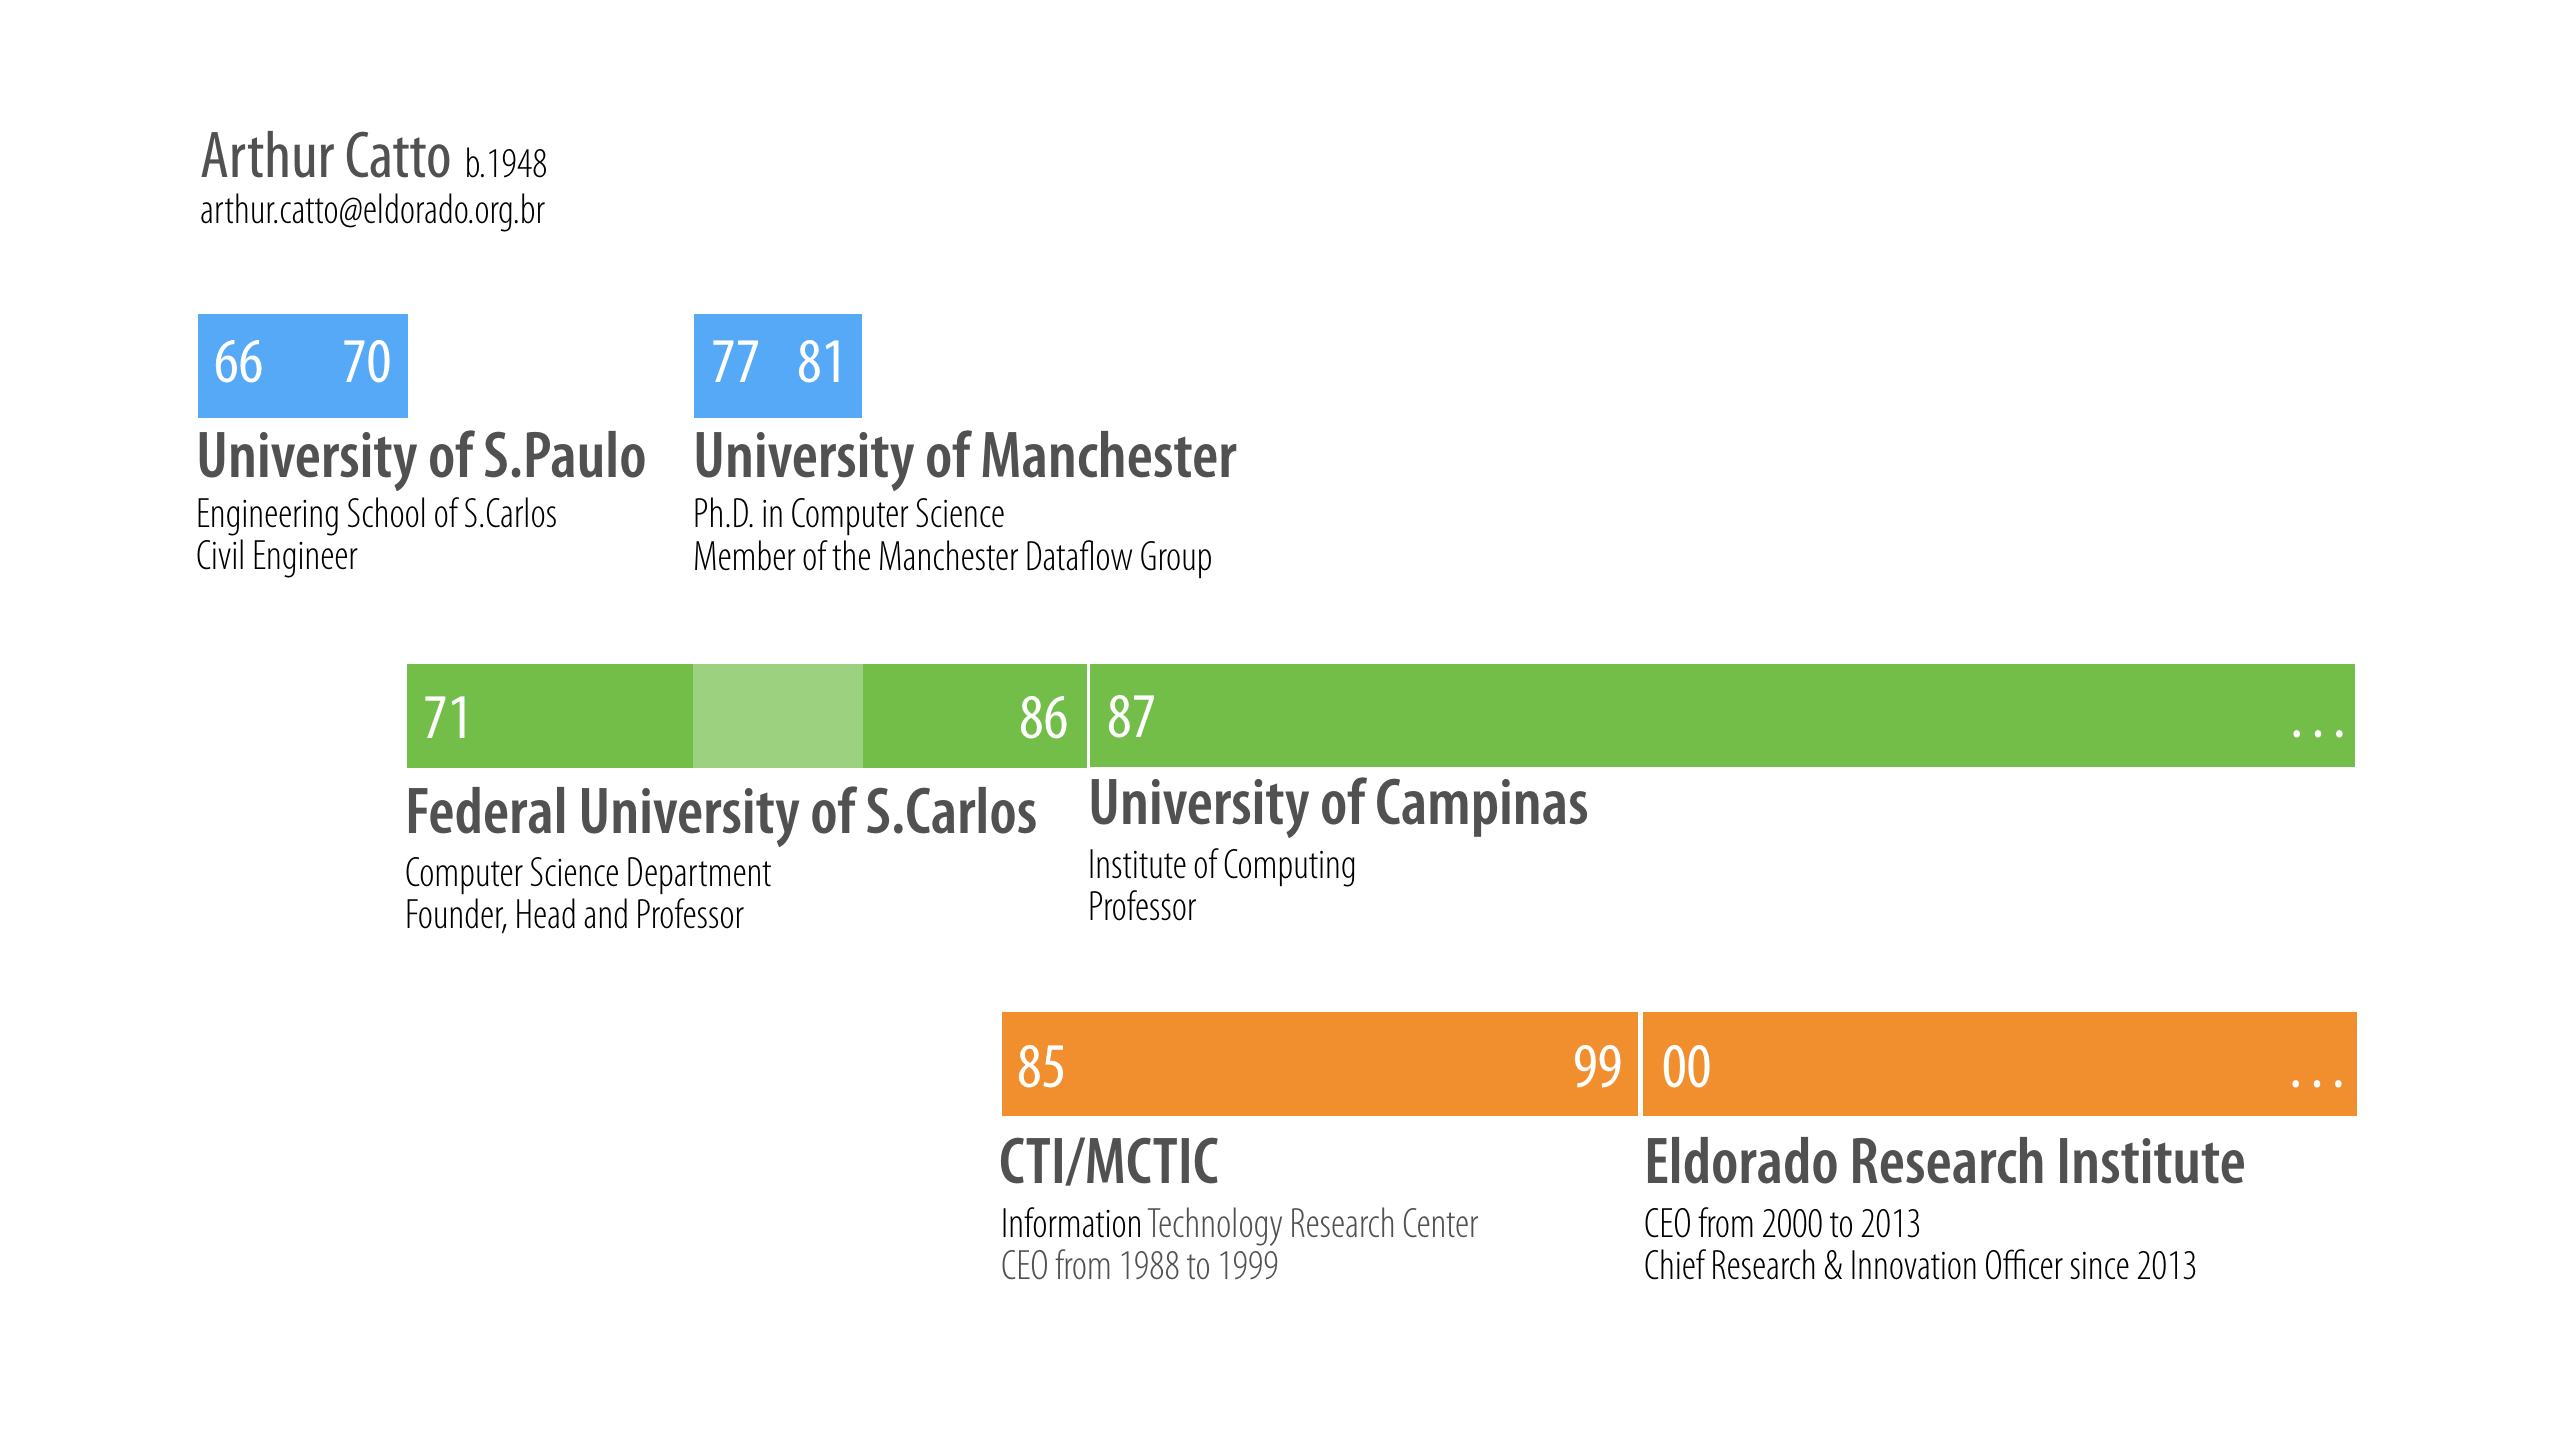 Arthur Catto b.1948
arthur.catto@eldorado.org.br
66 70
University of S.Paulo
Engineering School of S.Carlos
Civil Engineer
77 81
University of Manchester
Ph.D. in Computer Science
Member of the Manchester Dataflow Group
71 86
Federal University of S.Carlos
Computer Science Department
Founder, Head and Professor
87 ...
University of Campinas
Institute of Computing
Professor
85 99
CTI/MCTIC
Information Technology Research Center
CEO from 1988 to 1999
00 ...
Eldorado Research Institute
CEO from 2000 to 2013
Chief Research & Innovation Officer since 2013